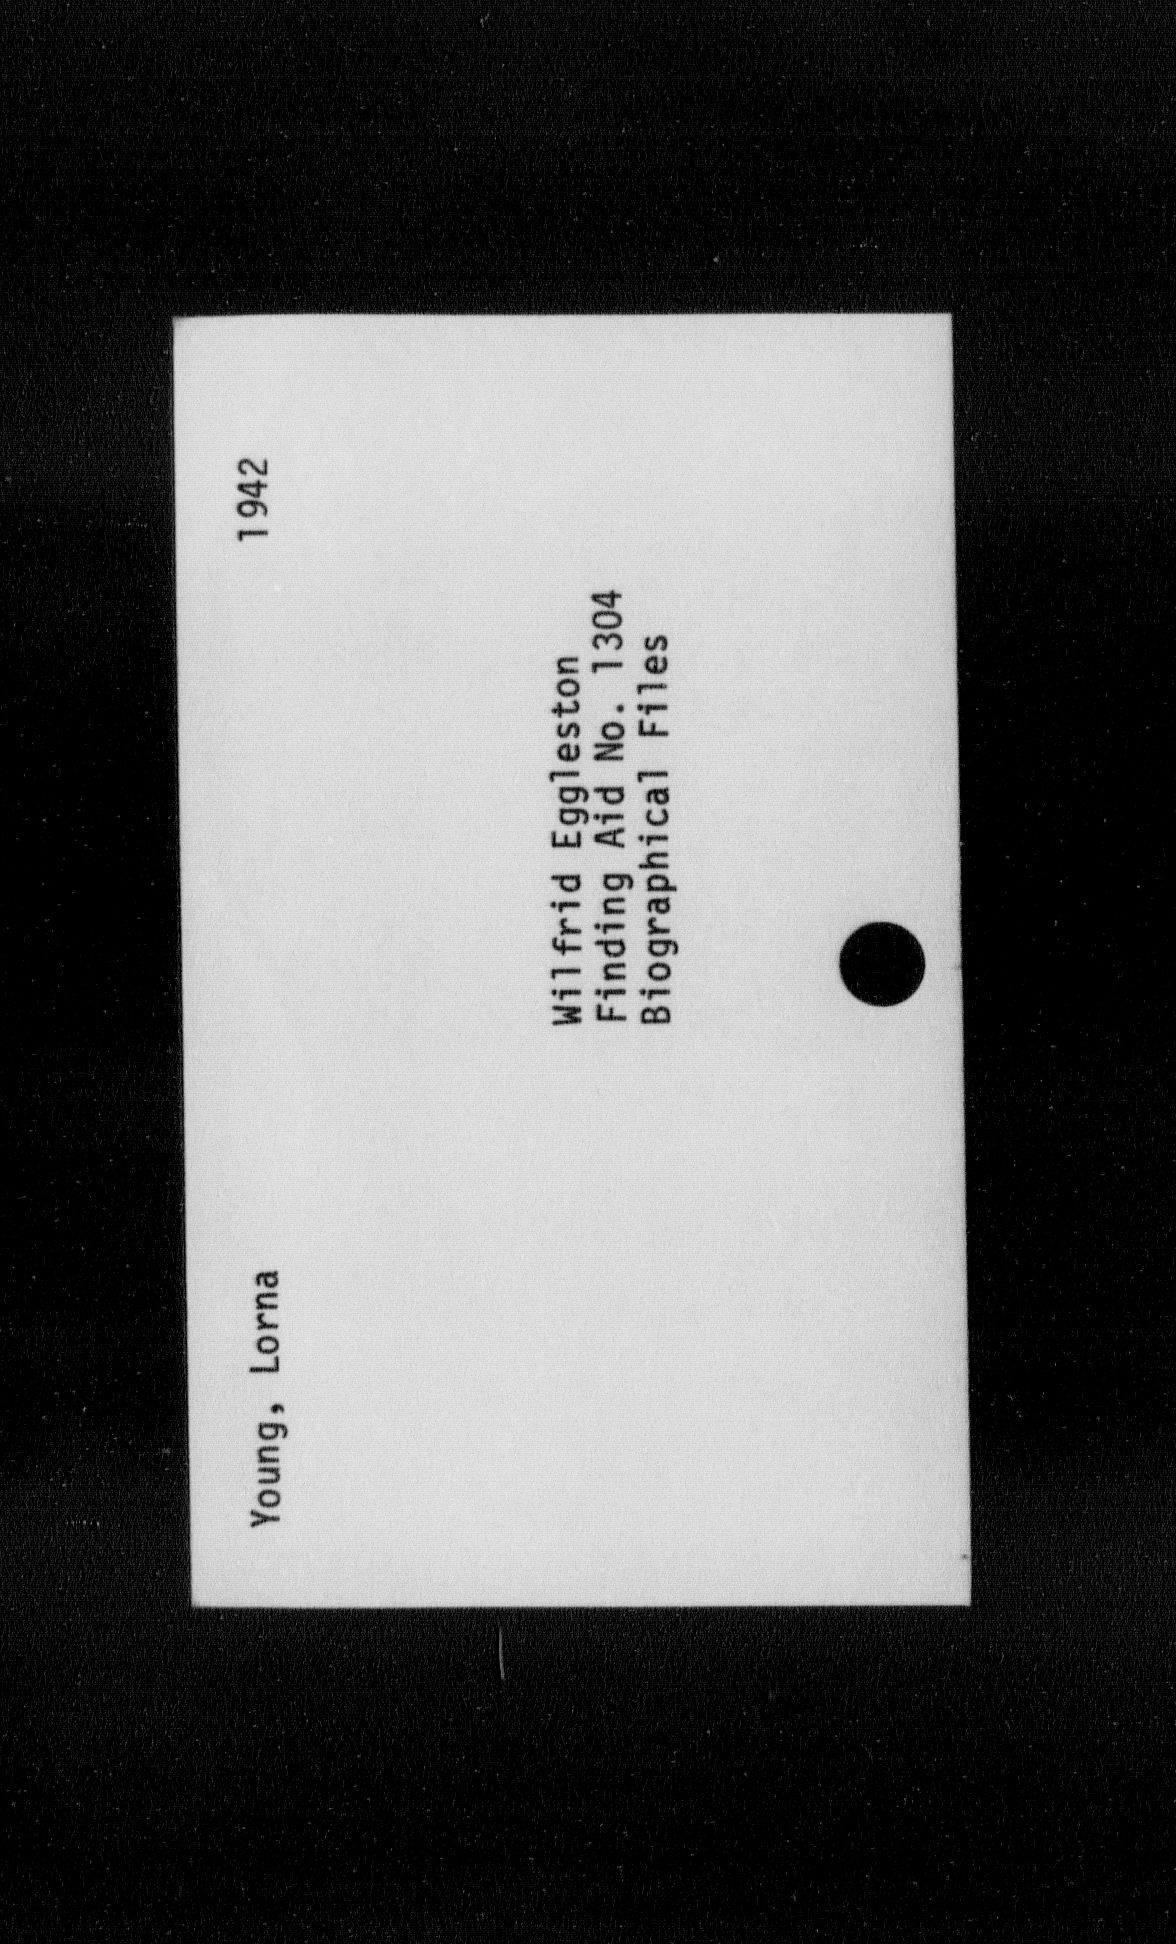 Young, Lorna 1942
Wilfrid Eggleston
Finding Aid No. 1304
Biographical Files